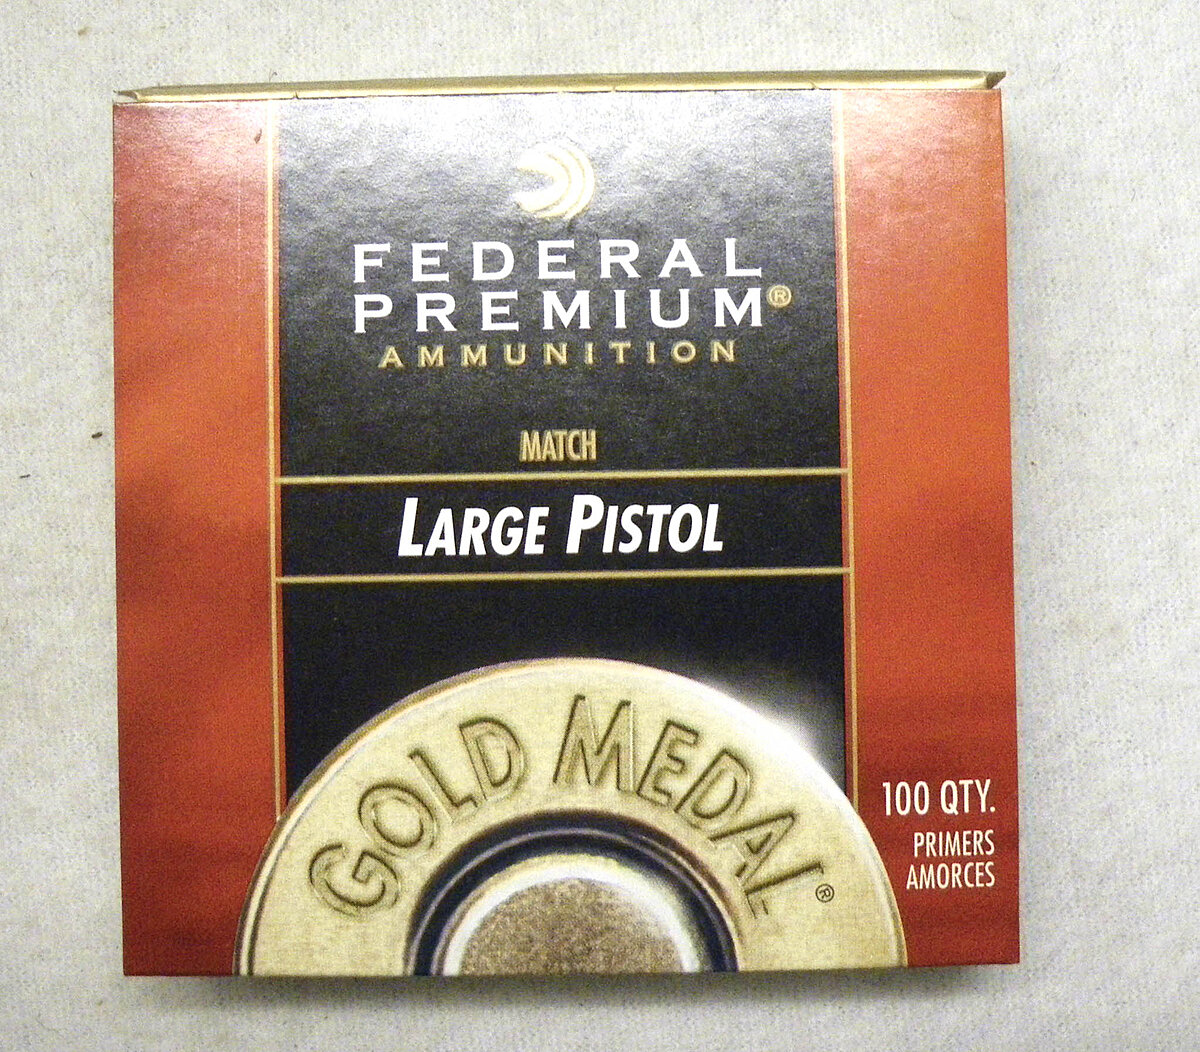 FEDERAL
PREMIUM®
AMMUNITION
MATCH
LARGE PISTOL
GOLD MEDAL®
100 QTY.
PRIMERS
AMORCES